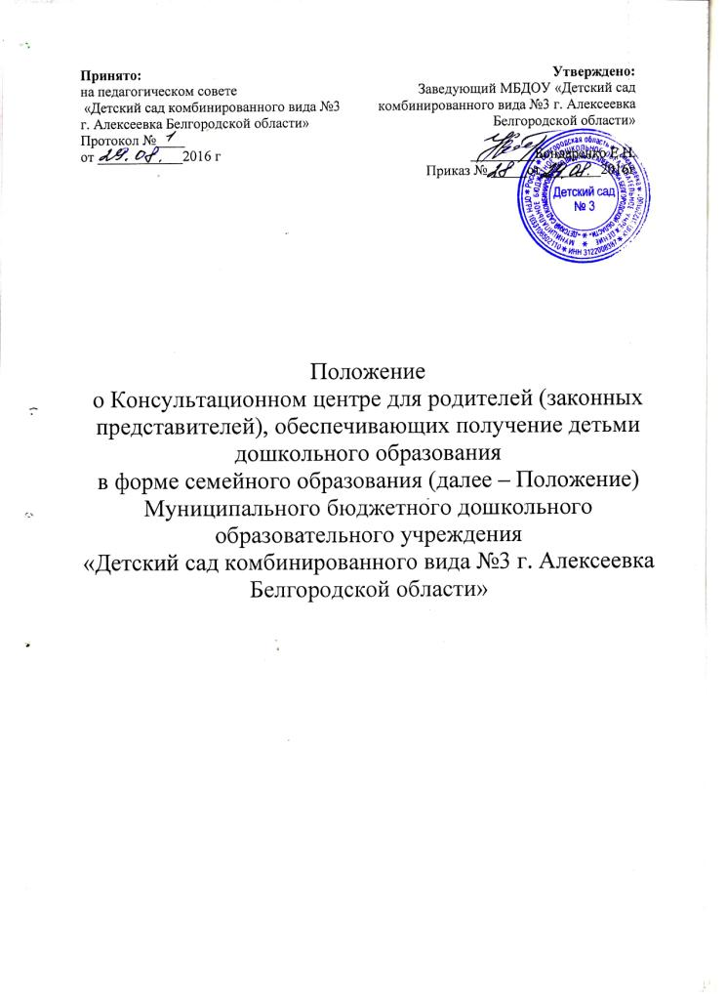 Принято:
на педагогическом совете
«Детский сад комбинированного вида №3
г. Алексеевка Белгородской области»
Протокол № 1
от 29.08. 2016 г
Утверждено:
Заведующий МБДОУ «Детский сад
комбинированного вида №3 г. Алексеевка
Белгородской области»
Бондаренко Е.Н.
Приказ № 28 от 29.08. 2016г
Детский сад
№ 3
Положение
о Консультационном центре для родителей (законных
представителей), обеспечивающих получение детьми
дошкольного образования
в форме семейного образования (далее – Положение)
Муниципального бюджетного дошкольного
образовательного учреждения
«Детский сад комбинированного вида №3 г. Алексеевка
Белгородской области»